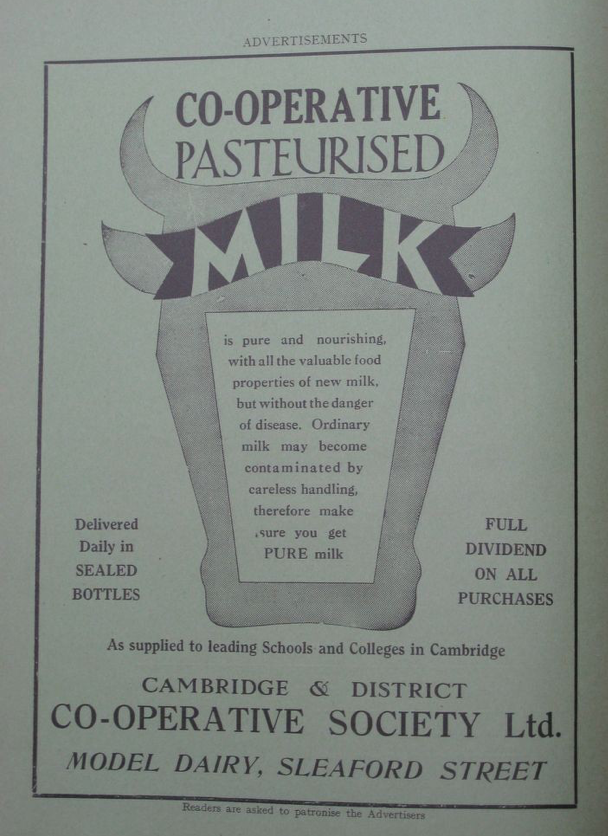 ADVERTISEMENTS
CO-OPERATIVE
PASTEURISED
MILK
is pure and nourishing,
with all the valuable food
properties of new milk,
but without the danger
of disease. Ordinary
milk may become
contaminated by
careless handling,
therefore make
sure you get
PURE milk
Delivered
Daily in
SEALED
BOTTLES
FULL
DIVIDEND
ON ALL
PURCHASES
As supplied to leading Schools and Colleges in Cambridge
CAMBRIDGE & DISTRICT
CO-OPERATIVE SOCIETY Ltd.
MODEL DAIRY, SLEAFORD STREET
Readers are asked to patronise the Advertisers